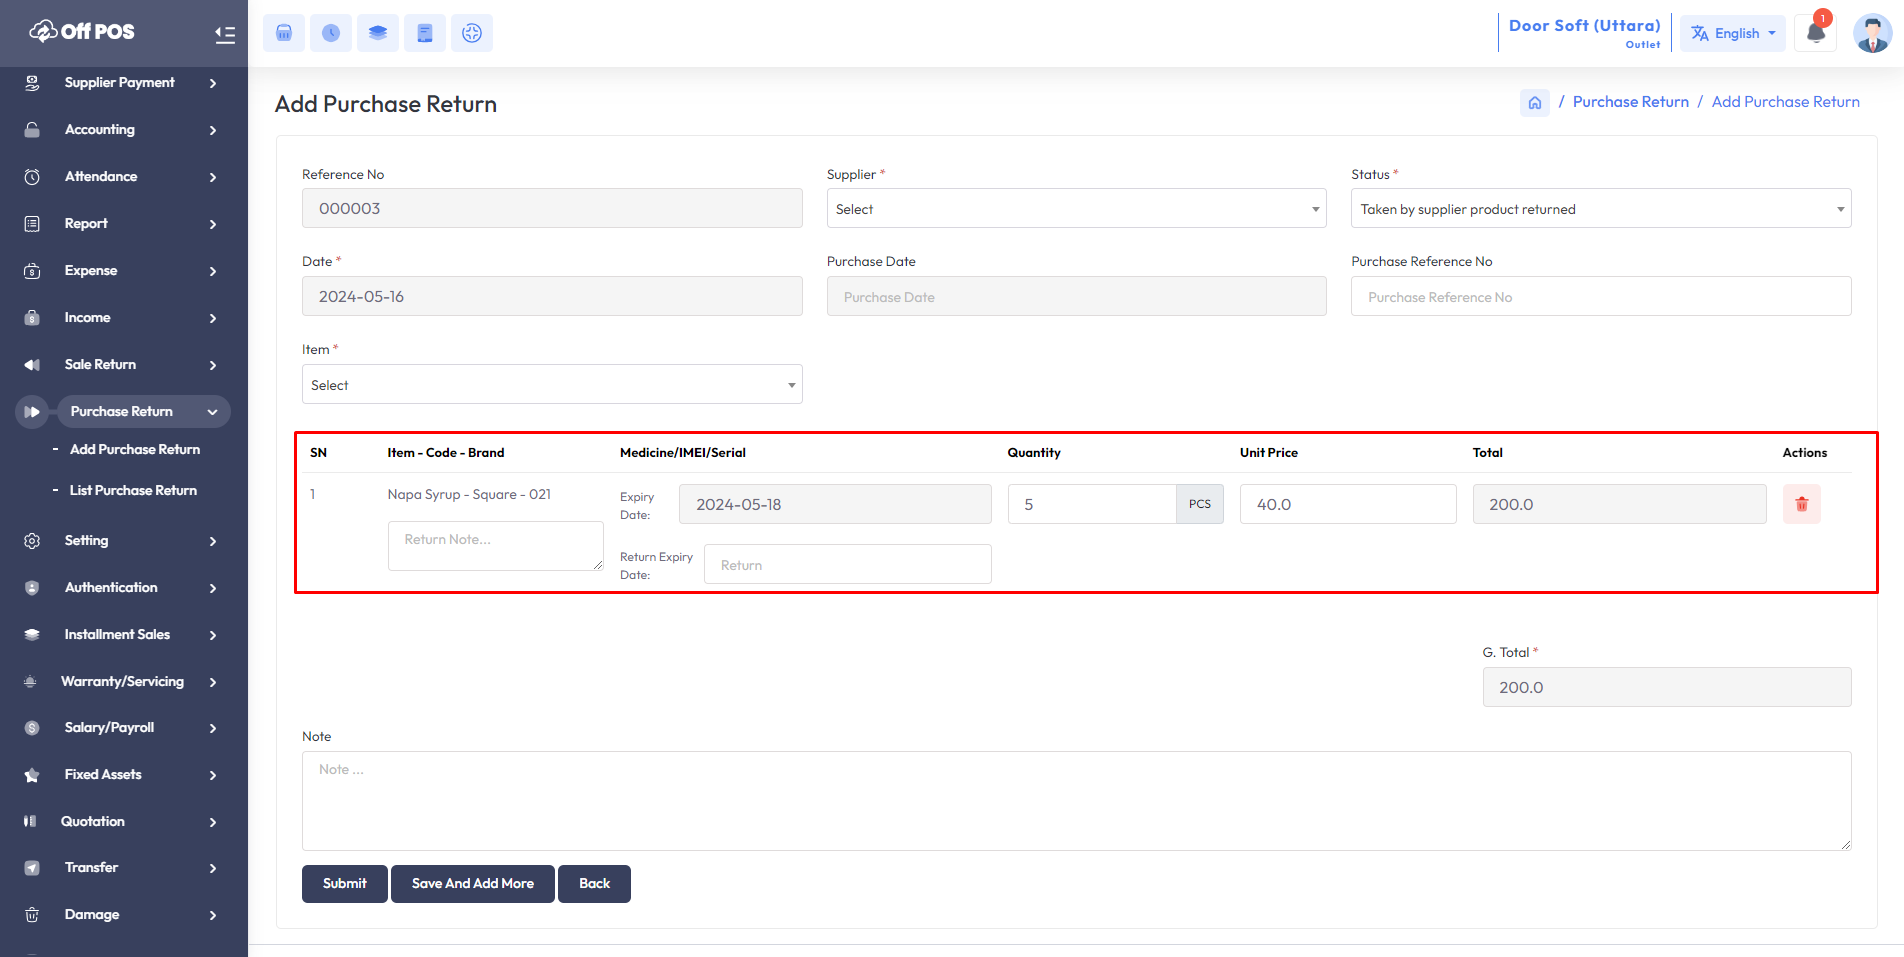 Off POS
Door Soft (Uttara)
Outlet
English
1
Supplier Payment
Accounting
Attendance
Report
Expense
Income
Sale Return
Purchase Return
- Add Purchase Return
- List Purchase Return
Setting
Authentication
Installment Sales
Warranty/Servicing
Salary/Payroll
Fixed Assets
Quotation
Transfer
Damage
Add Purchase Return
/ Purchase Return / Add Purchase Return
Reference No
000003
Supplier *
Select
Status *
Taken by supplier product returned
Date *
2024-05-16
Purchase Date
Purchase Date
Purchase Reference No
Purchase Reference No
Item *
Select
SN Item - Code - Brand Medicine/IMEI/Serial Quantity Unit Price Total Actions
1 Napa Syrup - Square - 021
Return Note...
Expiry
Date:
2024-05-18
5 PCS 40.0 200.0
Return Expiry
Date:
Return
G. Total *
200.0
Note
Note ...
Submit Save And Add More Back